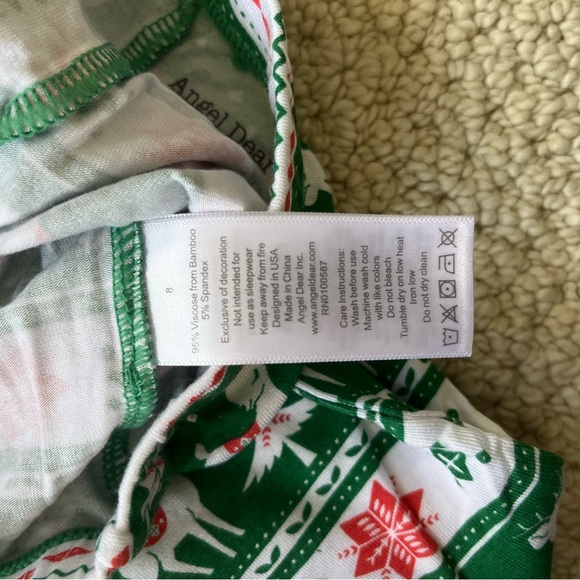 Angel Dear
8
95% Viscose from Bamboo
5% Spandex
Exclusive of decoration
Not intended for
use as sleepwear
Keep away from fire
Designed in USA
Made in China
Angel Dear Inc.
www.angeldear.com
RN0100587
Care Instructions:
Wash before use
Machine wash cold
with like colors
Do not bleach
Tumble dry on low heat
Iron low
Do not dry clean